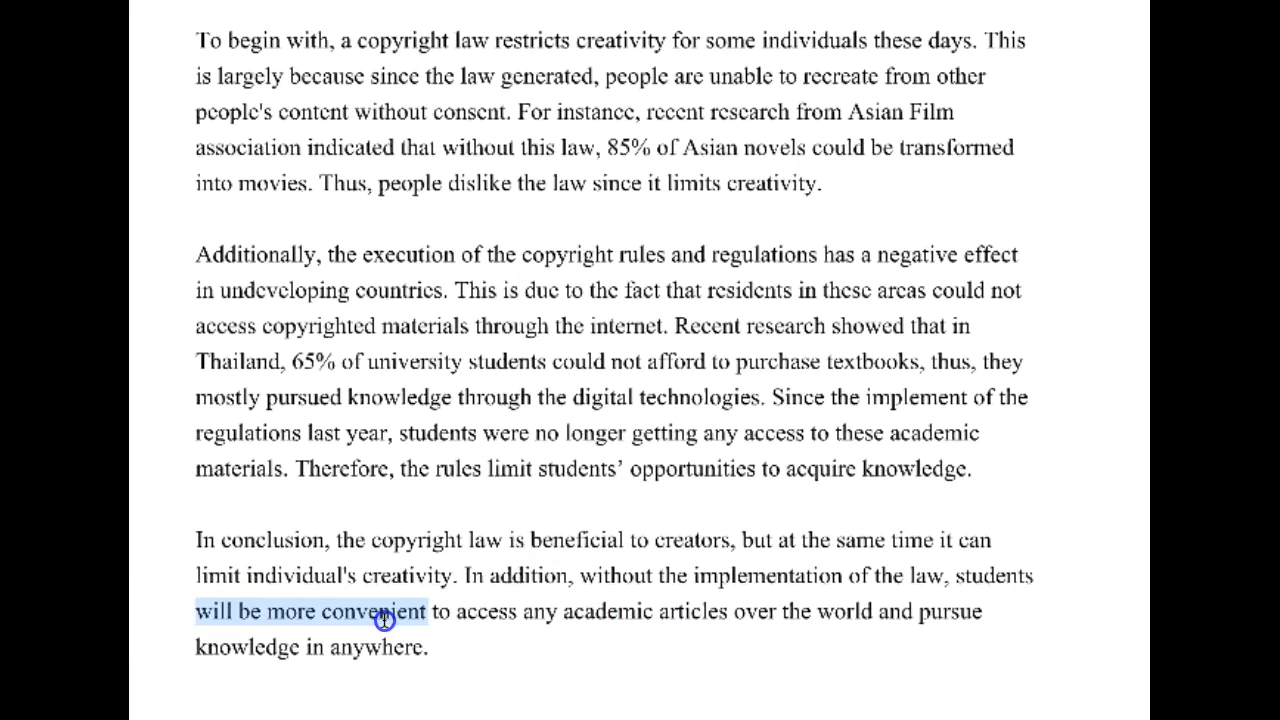 To begin with, a copyright law restricts creativity for some individuals these days. This
is largely because since the law generated, people are unable to recreate from other
people's content without consent. For instance, recent research from Asian Film
association indicated that without this law, 85% of Asian novels could be transformed
into movies. Thus, people dislike the law since it limits creativity.
Additionally, the execution of the copyright rules and regulations has a negative effect
in undeveloping countries. This is due to the fact that residents in these areas could not
access copyrighted materials through the internet. Recent research showed that in
Thailand, 65% of university students could not afford to purchase textbooks, thus, they
mostly pursued knowledge through the digital technologies. Since the implement of the
regulations last year, students were no longer getting any access to these academic
materials. Therefore, the rules limit students’ opportunities to acquire knowledge.
In conclusion, the copyright law is beneficial to creators, but at the same time it can
limit individual's creativity. In addition, without the implementation of the law, students
will be more convenient to access any academic articles over the world and pursue
knowledge in anywhere.